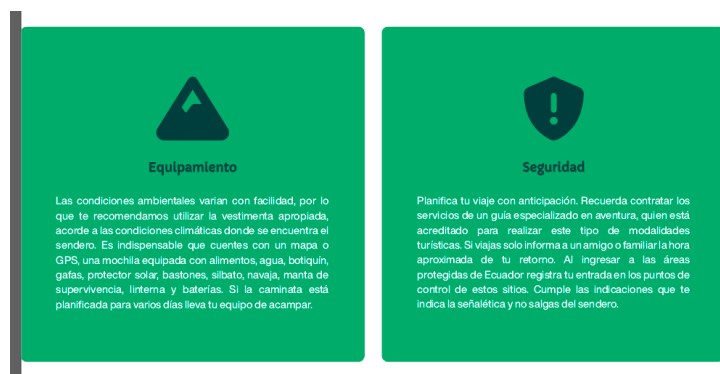 Equipamiento
Las condiciones ambientales varian con facilidad, por lo
que te recomendamos utilizar la vestimenta apropiada,
acorde a las condiciones climáticas donde se encuentra el
sendero. Es indispensable que cuentes con un mapa o
GPS, una mochila equipada con alimentos, agua, botiquín,
gafas, protector solar, bastones, silbato, navaja, manta de
supervivencia, linterna y baterías. Si la caminata está
planificada para varios días lleva tu equipo de acampar.
Seguridad
Planifica tu viaje con anticipación. Recuerda contratar los
servicios de un guía especializado en aventura, quien está
acreditado para realizar este tipo de modalidades
turísticas. Si viajas solo informa a un amigo o familiar la hora
aproximada de tu retorno. Al ingresar a las áreas
protegidas de Ecuador registra tu entrada en los puntos de
control de estos sitios. Cumple las indicaciones que te
indica la señalética y no salgas del sendero.